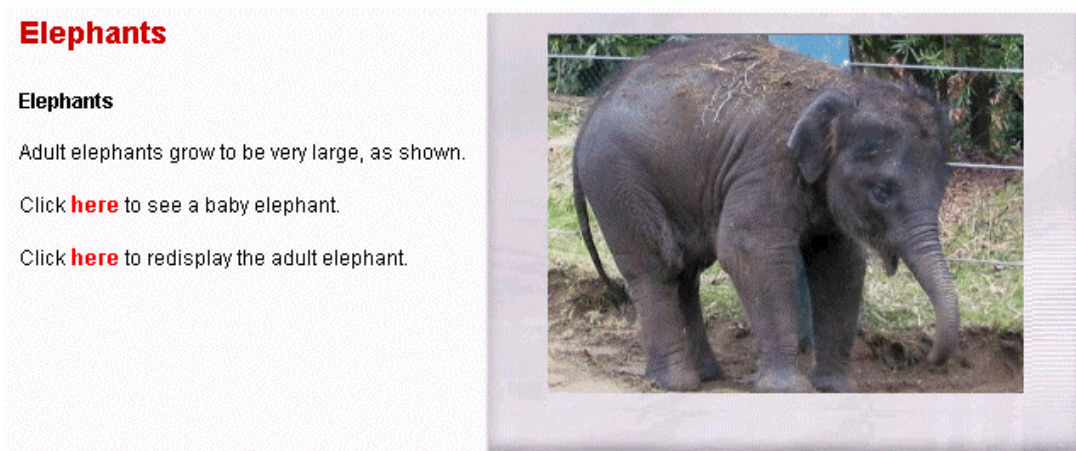 Elephants
Elephants
Adult elephants grow to be very large, as shown.
Click here to see a baby elephant.
Click here to redisplay the adult elephant.